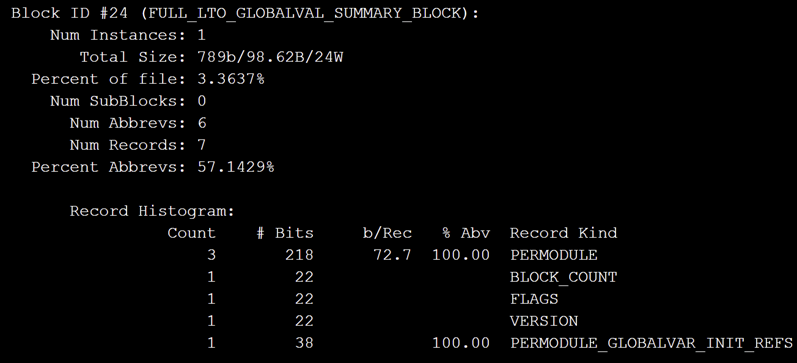 Block ID #24 (FULL_LTO_GLOBALVAL_SUMMARY_BLOCK):
Num Instances: 1
Total Size: 789b/98.62B/24W
Percent of file: 3.3637%
Num SubBlocks: 0
Num Abbrevs: 6
Num Records: 7
Percent Abbrevs: 57.1429%
Record Histogram:
Count # Bits b/Rec % Abv Record Kind
3 218 72.7 100.00 PERMODULE
1 22 BLOCK_COUNT
1 22 FLAGS
1 22 VERSION
1 38 100.00 PERMODULE_GLOBALVAR_INIT_REFS